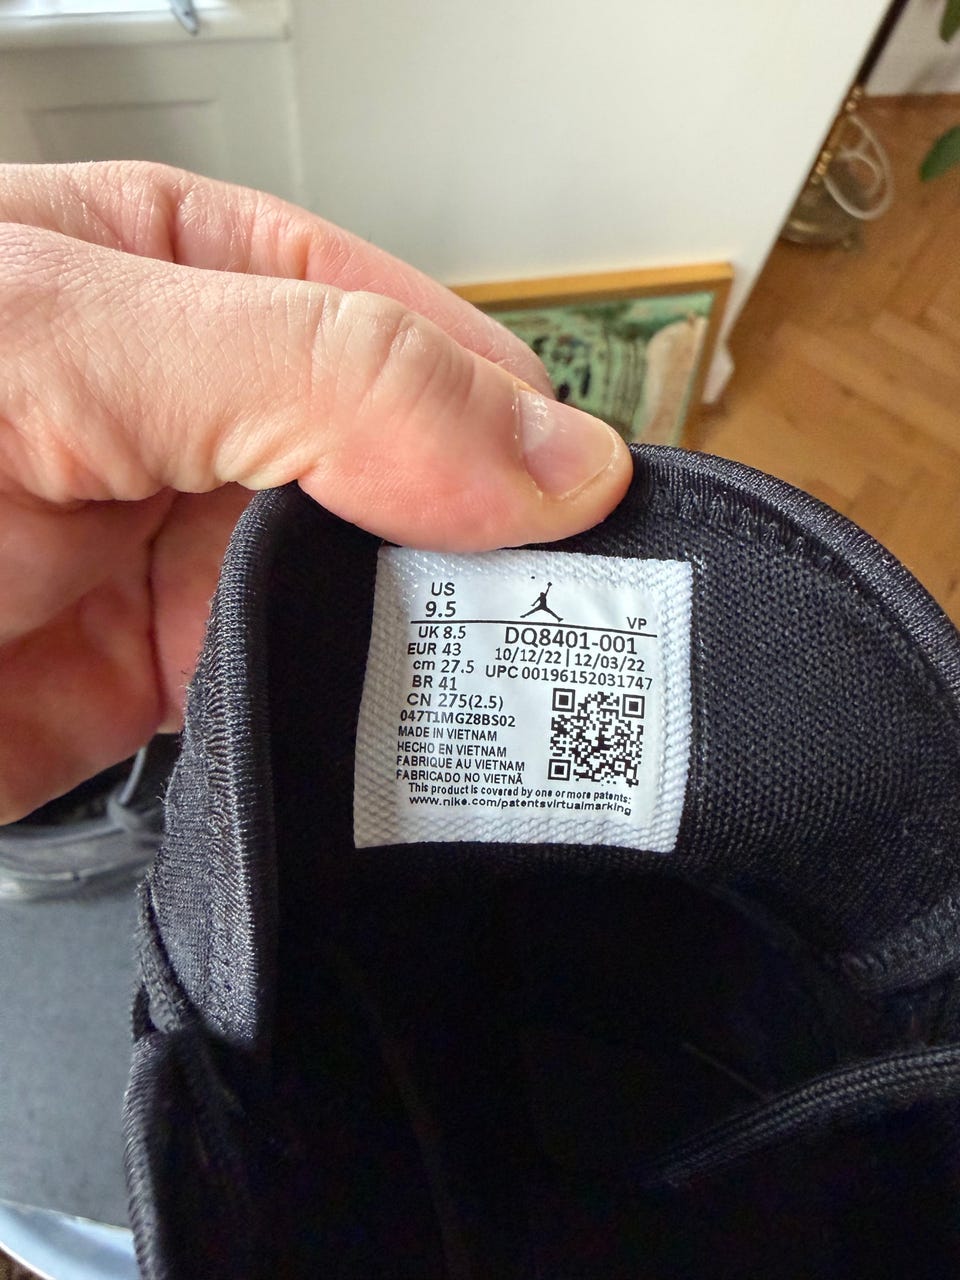 US
9.5
VP
UK 8.5
EUR 43
cm 27.5
BR 41
CN 275(2.5)
DQ8401-001
10/12/22 | 12/03/22
UPC 00196152031747
047T1MGZ8BS02
MADE IN VIETNAM
HECHO EN VIETNAM
FABRIQUE AU VIETNAM
FABRICADO NO VIETNÃ
This product is covered by one or more patents:
www.nike.com/patentsvirtualmarking